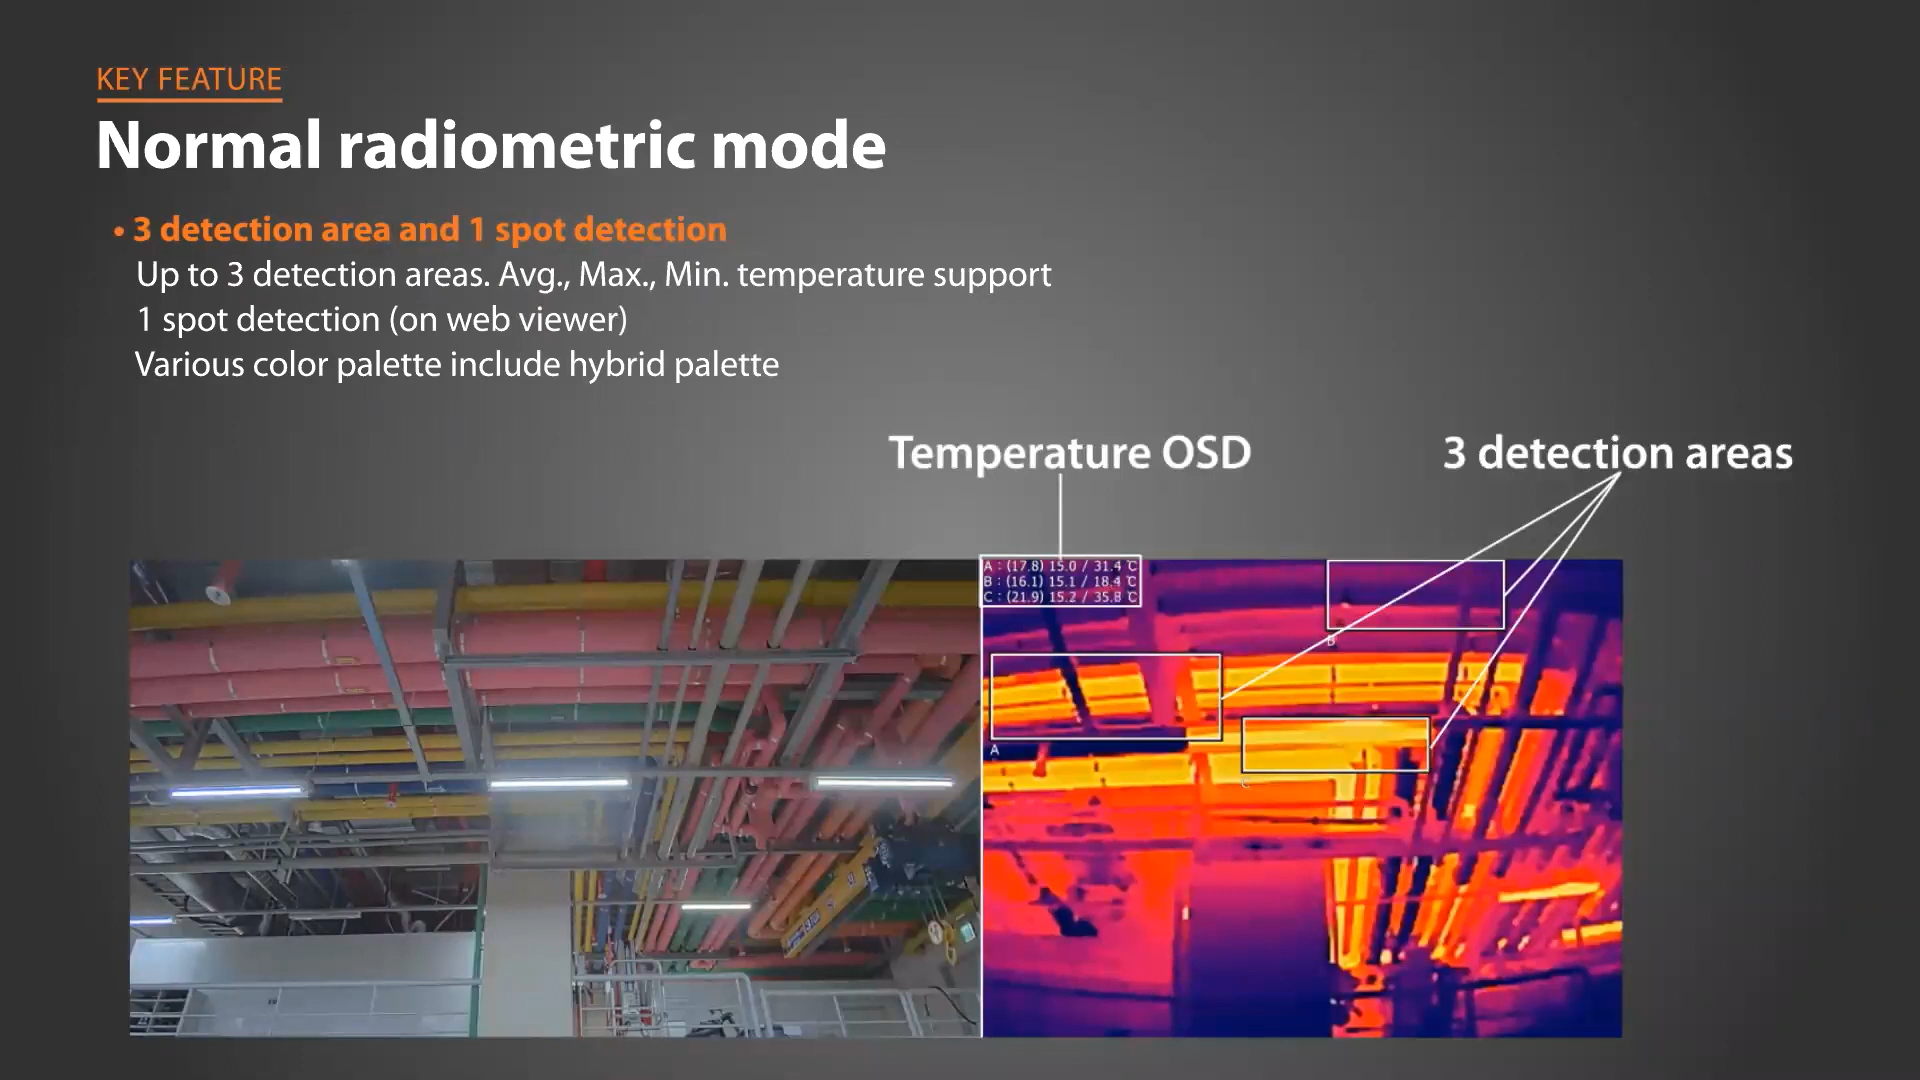 KEY FEATURE
Normal radiometric mode
• 3 detection area and 1 spot detection
Up to 3 detection areas. Avg., Max., Min. temperature support
1 spot detection (on web viewer)
Various color palette include hybrid palette
Temperature OSD
3 detection areas
A : (17.8) 15.0 / 31.4 ℃
B : (16.1) 15.1 / 18.4 ℃
C : (21.9) 15.2 / 35.8 ℃
B
A
C